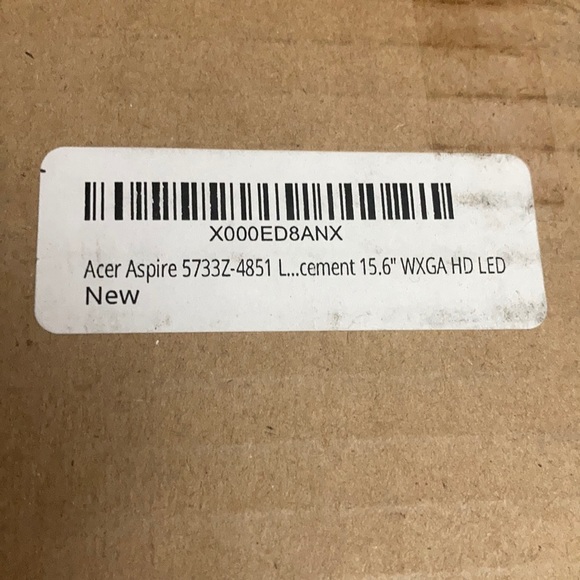 X000ED8ANX
Acer Aspire 5733Z-4851 L...cement 15.6" WXGA HD LED
New